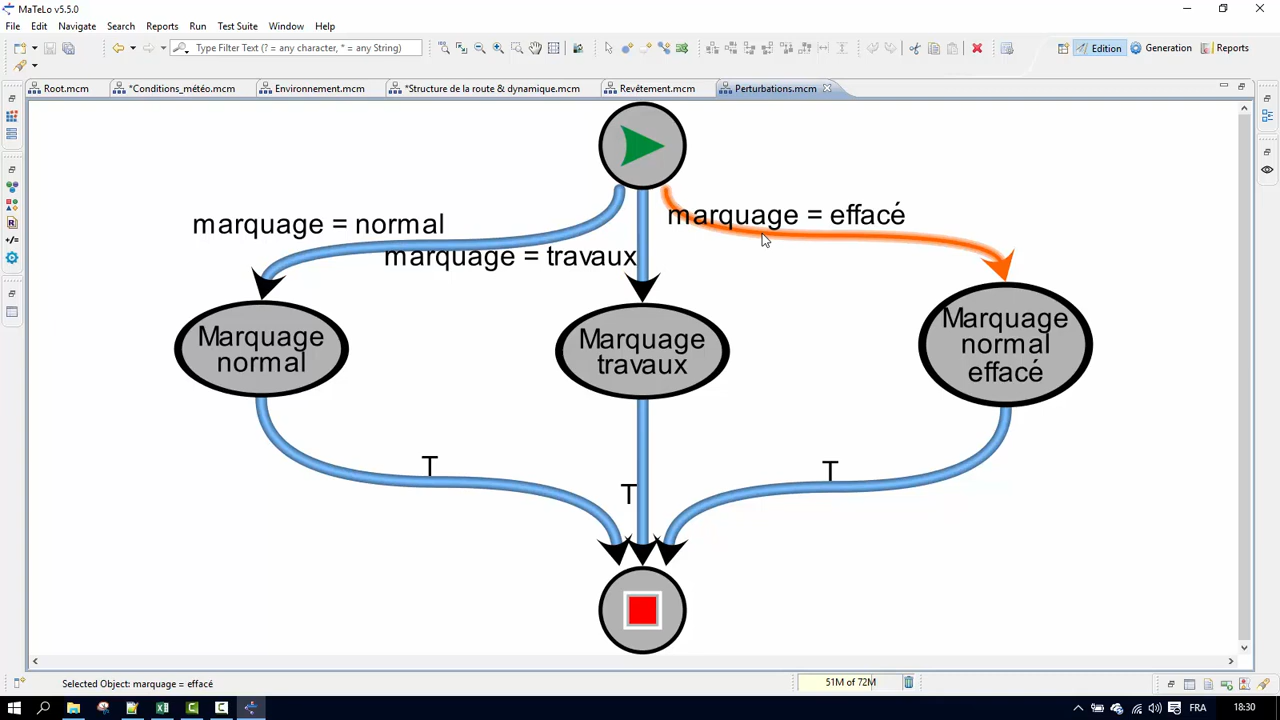 MaTeLo v5.5.0
File Edit Navigate Search Reports Run Test Suite Window Help
Type Filter Text (? = any character, * = any String)
Edition Generation Reports
Root.mcm *Conditions_météo.mcm Environnement.mcm *Structure de la route & dynamique.mcm Revêtement.mcm Perturbations.mcm
marquage = normal
marquage = travaux
marquage = effacé
Marquage
normal
Marquage
travaux
Marquage
normal
effacé
T
T
T
Selected Object: marquage = effacé
51M of 72M
FRA
18:30